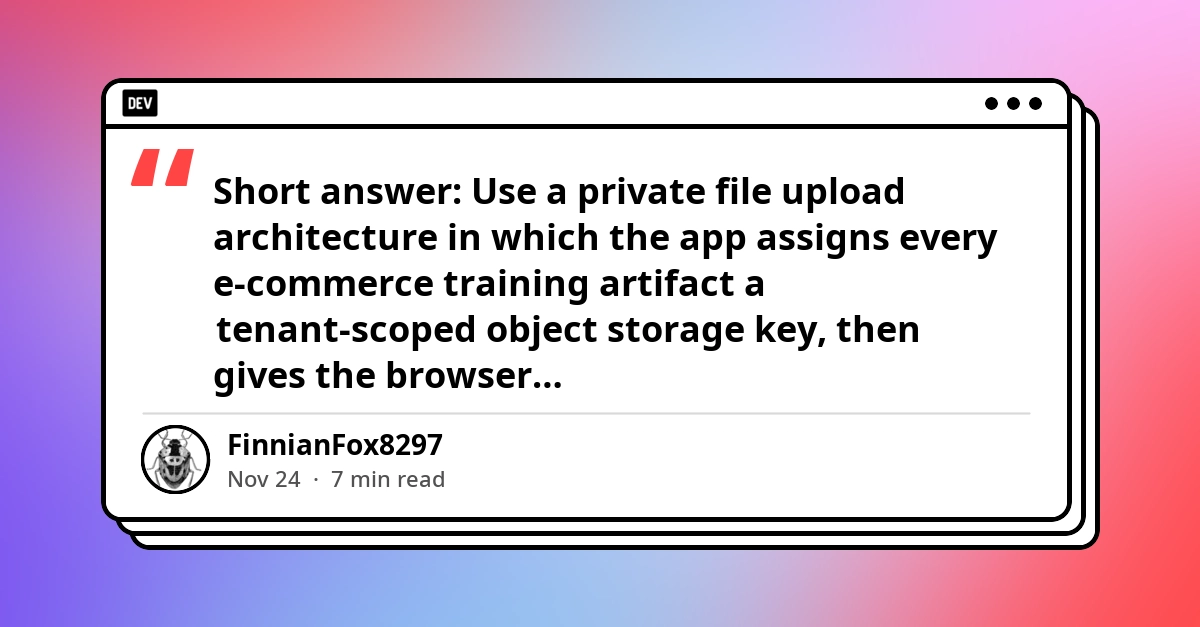 DEV
“
Short answer: Use a private file upload
architecture in which the app assigns every
e-commerce training artifact a
tenant-scoped object storage key, then
gives the browser...
FinnianFox8297
Nov 24 · 7 min read